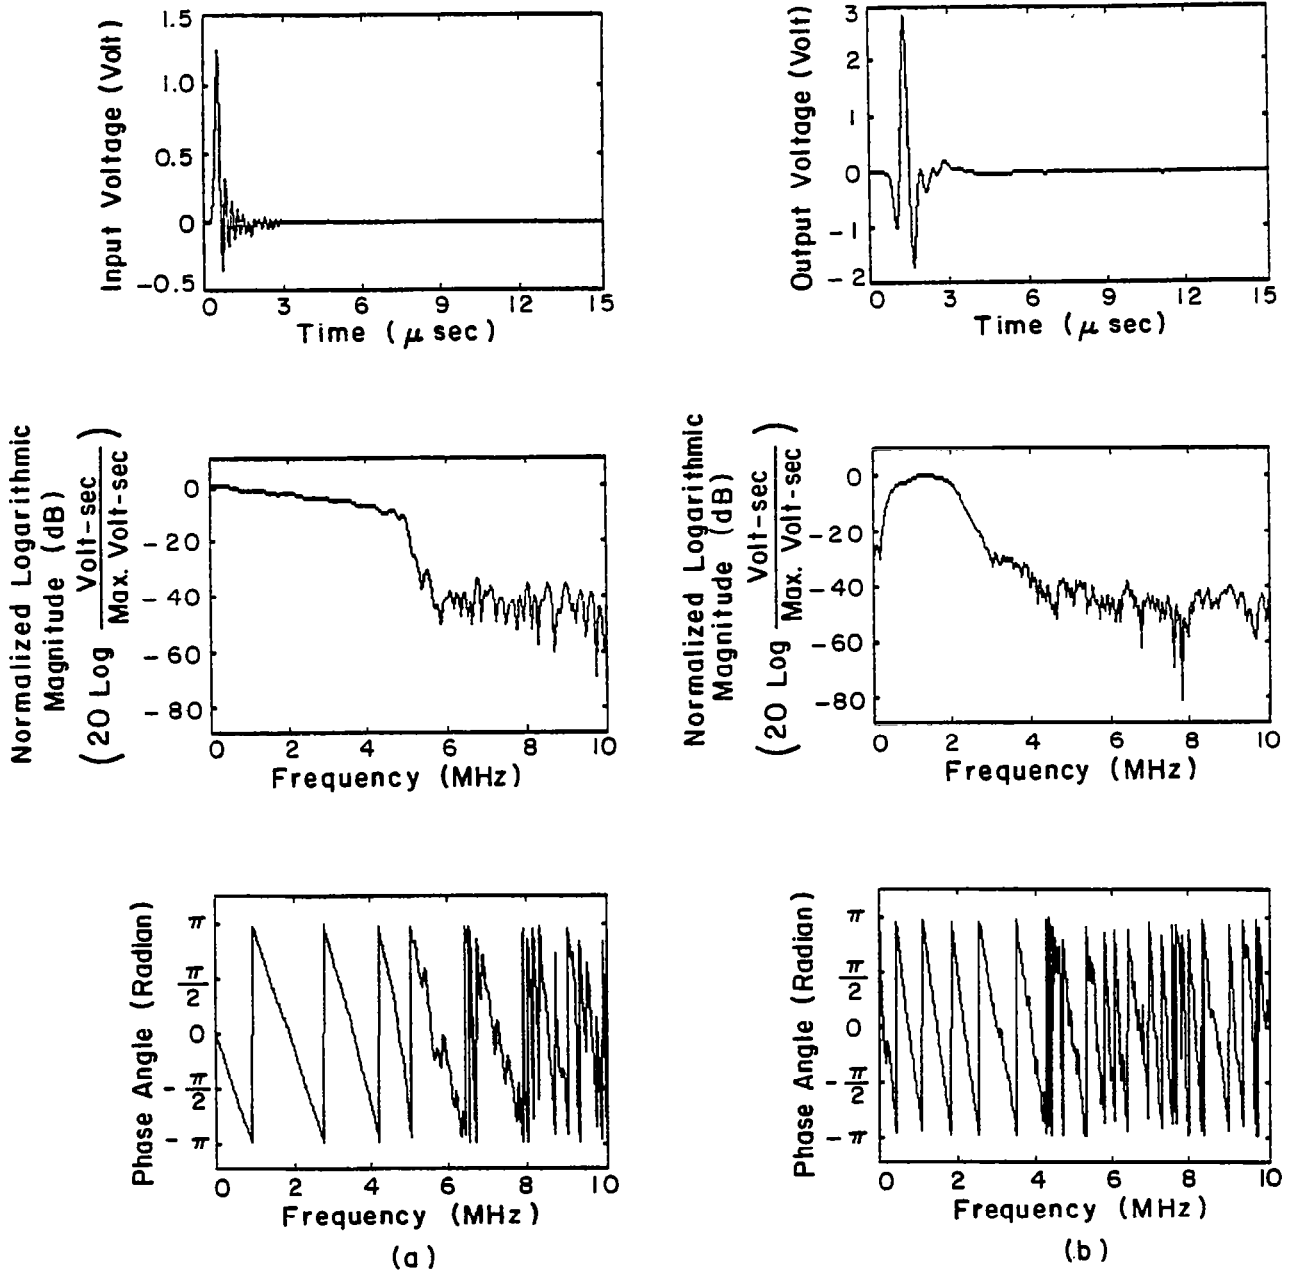 Input Voltage (Volt)
1.5
1.0
0.5
0
-0.5
0 3 6 9 12 15
Time (μ sec)
Output Voltage (Volt)
3
2
1
0
-1
-2
0 3 6 9 12 15
Time (μ sec)
Normalized Logarithmic
Magnitude (dB)
(20 Log Volt-sec / Max. Volt-sec)
0
-20
-40
-60
-80
0 2 4 6 8 10
Frequency (MHz)
Normalized Logarithmic
Magnitude (dB)
(20 Log Volt-sec / Max. Volt-sec)
0
-20
-40
-60
-80
0 2 4 6 8 10
Frequency (MHz)
Phase Angle (Radian)
π
π/2
0
-π/2
-π
0 2 4 6 8 10
Frequency (MHz)
(a)
Phase Angle (Radian)
π
π/2
0
-π/2
-π
0 2 4 6 8 10
Frequency (MHz)
(b)